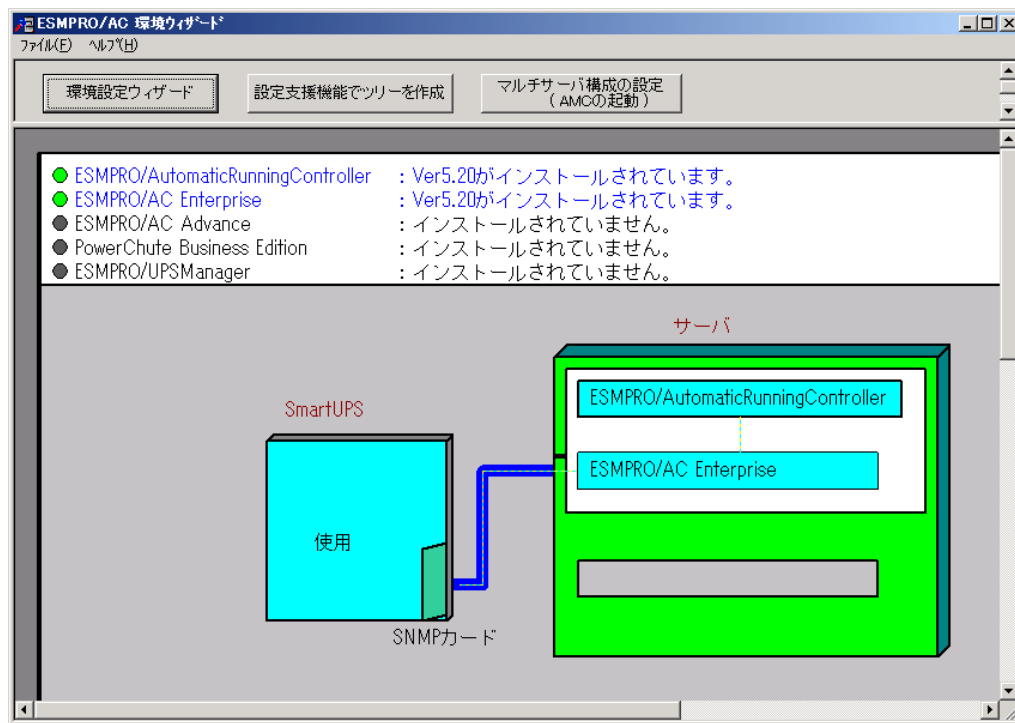 ESMPRO/AC 環境ウィザード
ファイル(F) ヘルプ(H)
環境設定ウィザード 設定支援機能でツリーを作成 マルチサーバ構成の設定
(AMCの起動)
ESMPRO/AutomaticRunningController : Ver5.20がインストールされています。
ESMPRO/AC Enterprise : Ver5.20がインストールされています。
ESMPRO/AC Advance : インストールされていません。
PowerChute Business Edition : インストールされていません。
ESMPRO/UPSManager : インストールされていません。
サーバ
ESMPRO/AutomaticRunningController
SmartUPS
ESMPRO/AC Enterprise
使用
SNMPカード